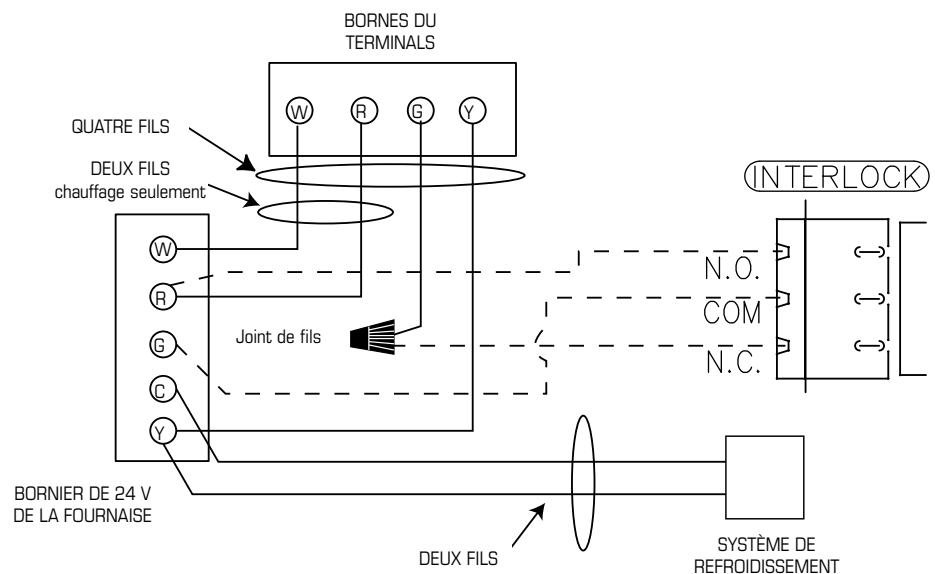 BORNES DU
TERMINALS
W R G Y
QUATRE FILS
DEUX FILS
chauffage seulement
INTERLOCK
W
R
G
C
Y
N.O.
COM
N.C.
Joint de fils
BORNIER DE 24 V
DE LA FOURNAISE
DEUX FILS
SYSTÈME DE
REFROIDISSEMENT